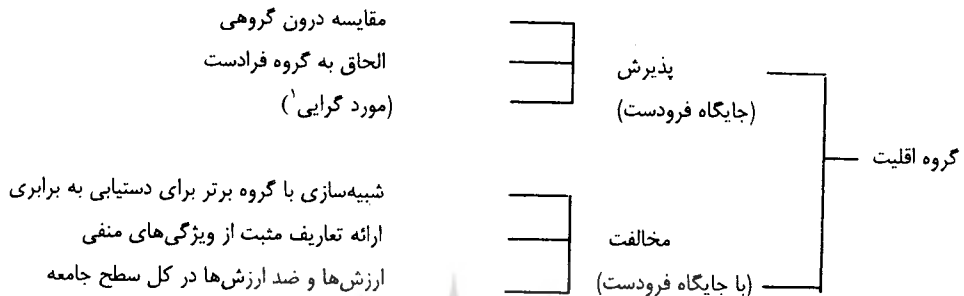 مقایسه درون گروهی
الحاق به گروه فرادست
(مورد گرایی۱)
پذیرش
(جایگاه فرودست)
گروه اقلیت
شبیه‌سازی با گروه برتر برای دستیابی به برابری
ارائه تعاریف مثبت از ویژگی‌های منفی
ارزش‌ها و ضد ارزش‌ها در کل سطح جامعه
مخالفت
(با جایگاه فرودست)